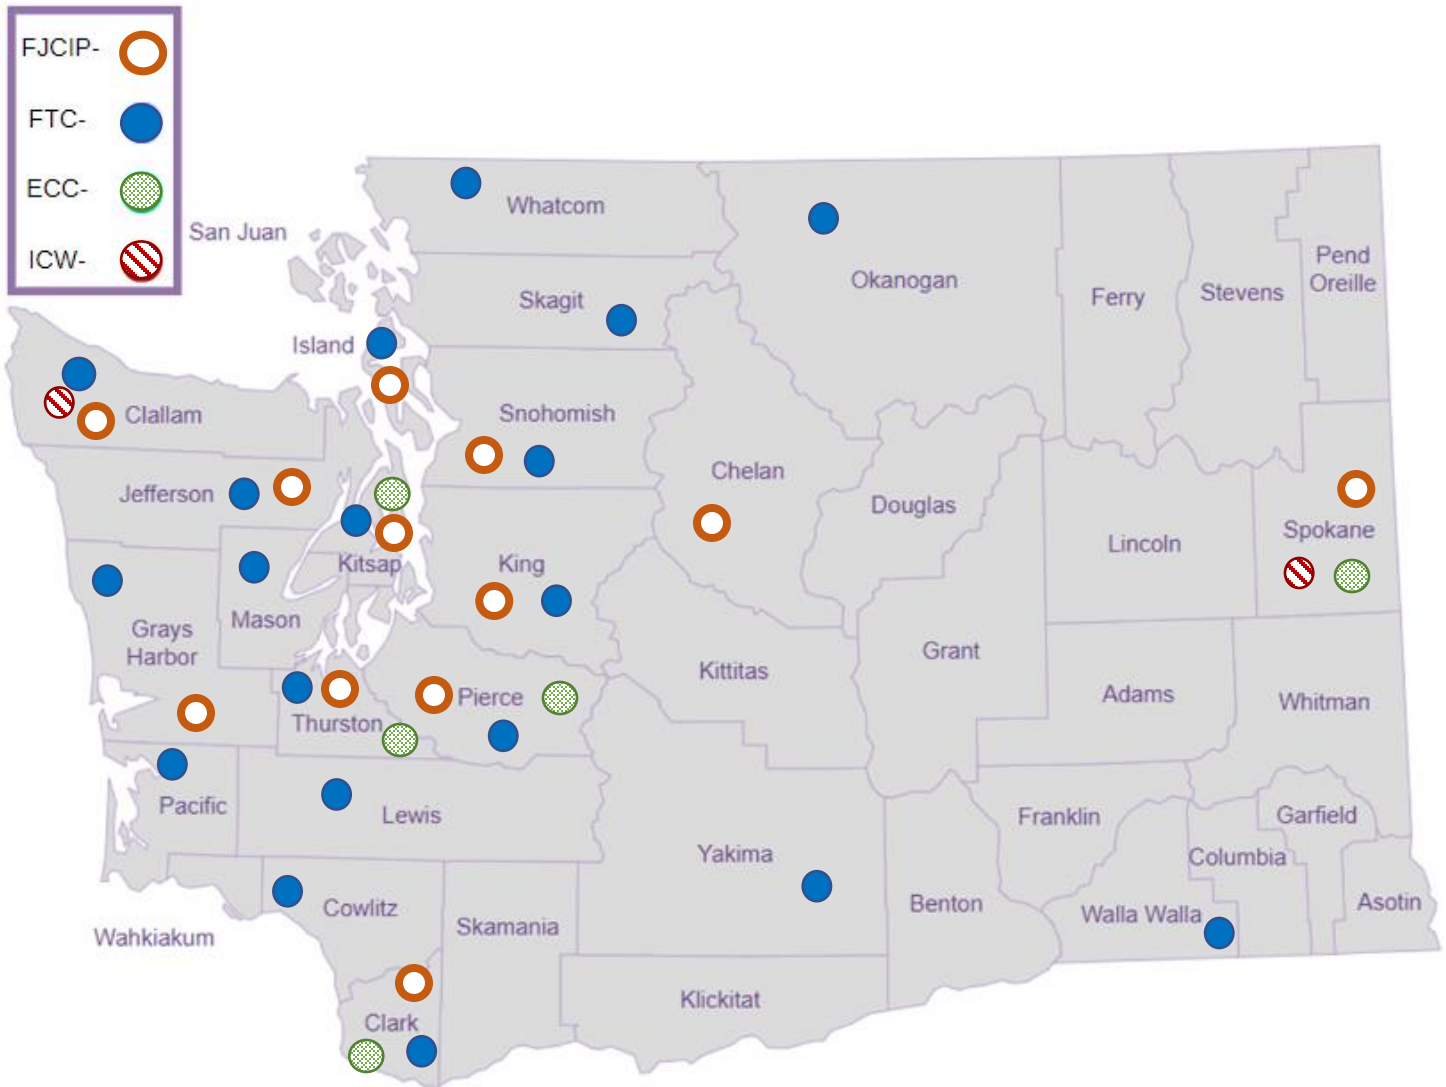 FJCIP-
FTC-
ECC-
ICW-
San Juan
Whatcom
Okanogan
Ferry
Stevens
Pend
Oreille
Skagit
Island
Clallam
Snohomish
Chelan
Jefferson
Douglas
Lincoln
Spokane
Kitsap
King
Mason
Grays
Harbor
Kittitas
Grant
Adams
Whitman
Pierce
Thurston
Pacific
Lewis
Franklin
Garfield
Yakima
Columbia
Cowlitz
Skamania
Benton
Walla Walla
Asotin
Wahkiakum
Klickitat
Clark